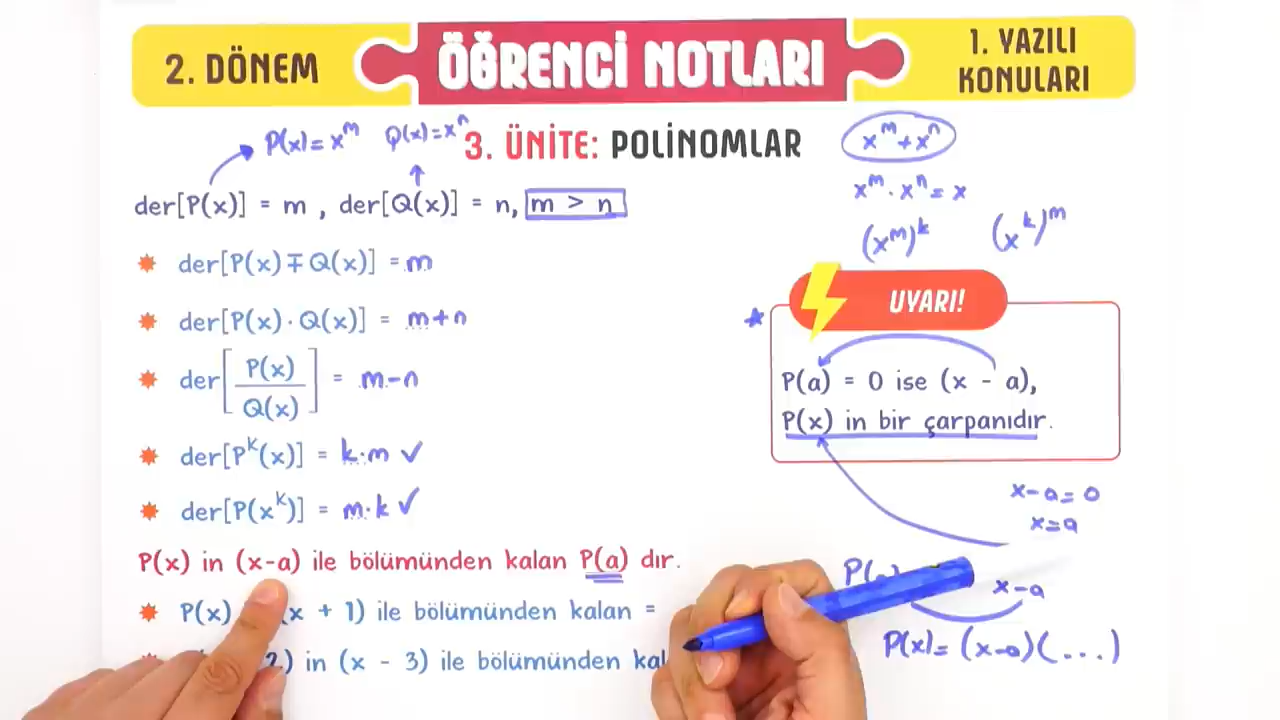 2. DÖNEM
ÖĞRENCİ NOTLARI
1. YAZILI
KONULARI
P(x)=x^m Q(x)=x^n
3. ÜNİTE: POLİNOMLAR
x^m+x^n
x^m · x^n = x
(x^m)^k (x^k)^m
der[P(x)] = m , der[Q(x)] = n, m > n
der[P(x)∓Q(x)] = m
der[P(x)·Q(x)] = m+n
der[P(x)/Q(x)] = m-n
der[P^k(x)] = k·m ✓
der[P(x^k)] = m·k ✓
UYARI!
P(a) = 0 ise (x - a),
P(x) in bir çarpanıdır.
x-a=0
x=a
x-a
P(x)= (x-a)(...)
P(x) in (x-a) ile bölümünden kalan P(a) dır.
P(x) (x + 1) ile bölümünden kalan =
2) in (x - 3) ile bölümünden